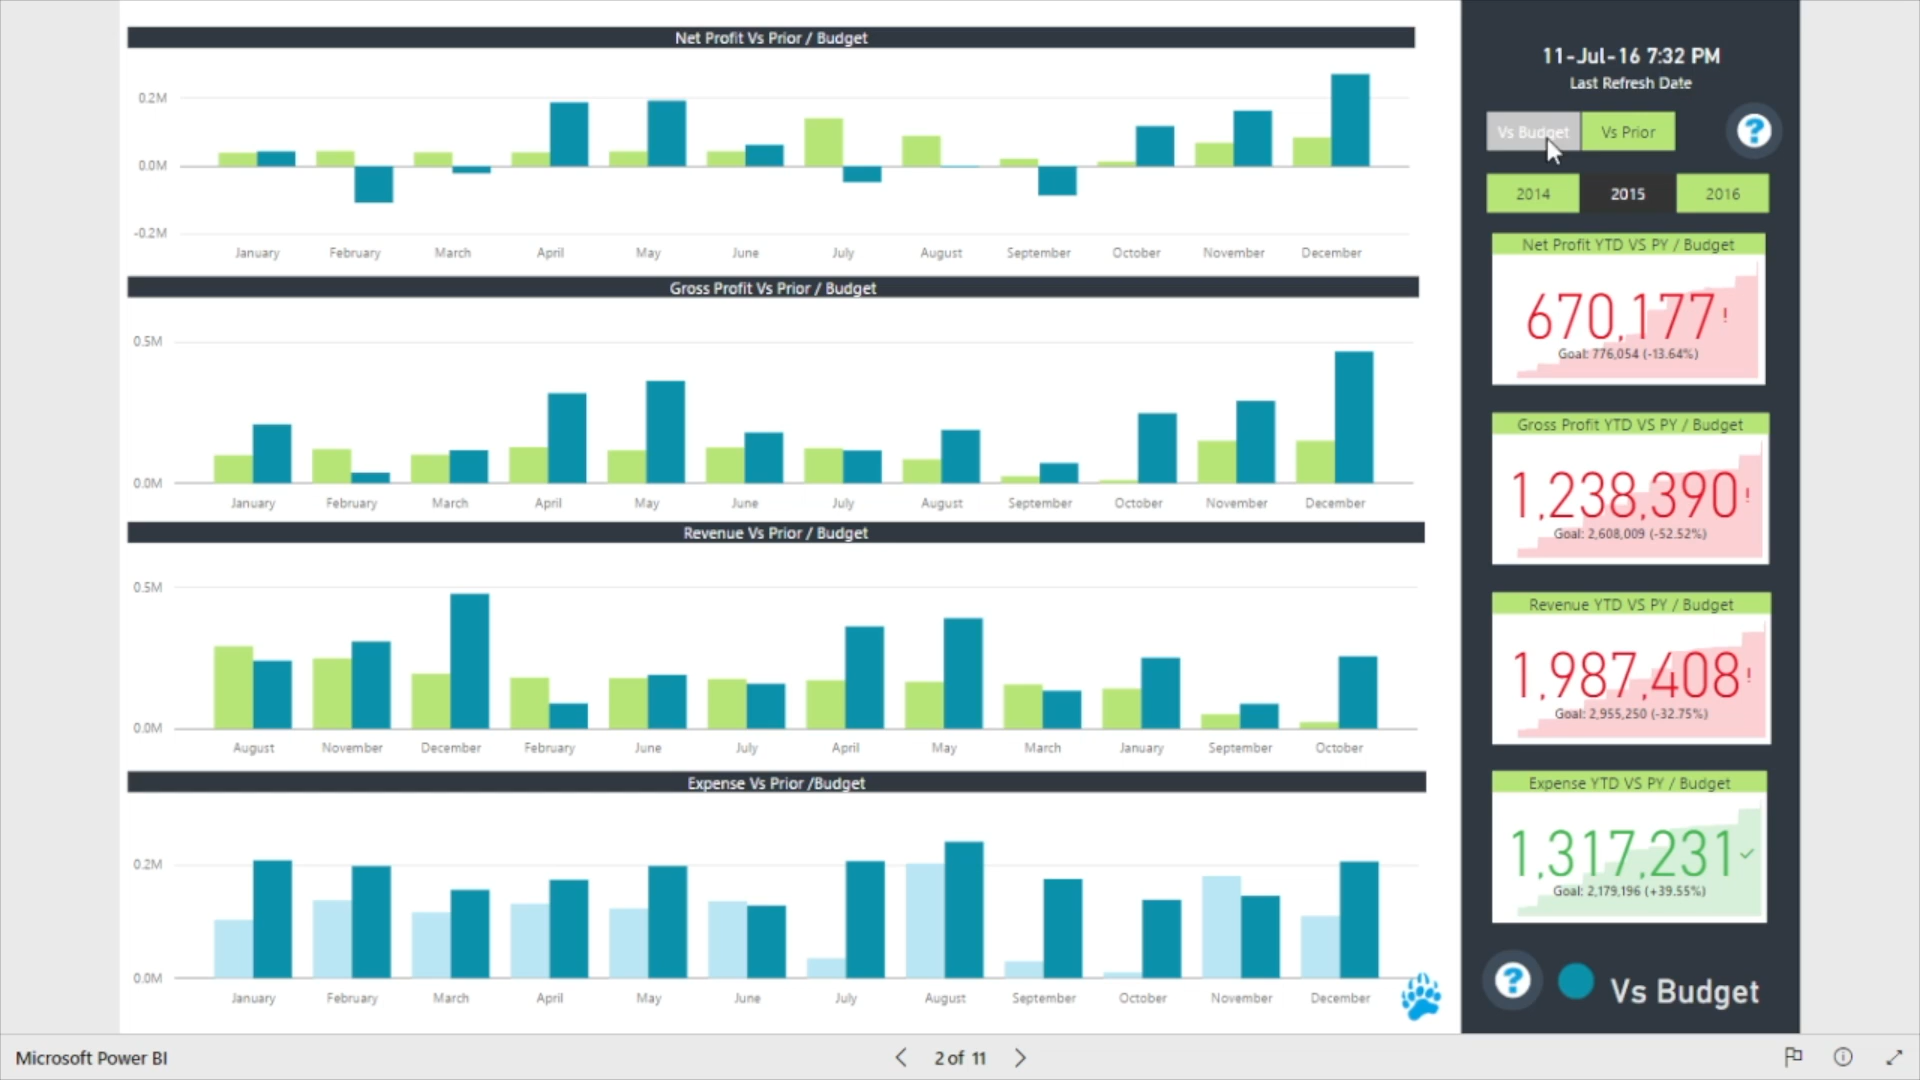 Net Profit Vs Prior / Budget
0.2M
0.0M
-0.2M
January February March April May June July August September October November December
Gross Profit Vs Prior / Budget
0.5M
0.0M
January February March April May June July August September October November December
Revenue Vs Prior / Budget
0.5M
0.0M
August November December February June July April May March January September October
Expense Vs Prior /Budget
0.2M
0.0M
January February March April May June July August September October November December
11-Jul-16 7:32 PM
Last Refresh Date
Vs Budget Vs Prior ?
2014 2015 2016
Net Profit YTD VS PY / Budget
670,177!
Goal: 776,054 (-13.64%)
Gross Profit YTD VS PY / Budget
1,238,390!
Goal: 2,608,009 (-52.52%)
Revenue YTD VS PY / Budget
1,987,408!
Goal: 2,955,250 (-32.75%)
Expense YTD VS PY / Budget
1,317,231
Goal: 2,179,196 (+39.55%)
? Vs Budget
Microsoft Power BI
2 of 11